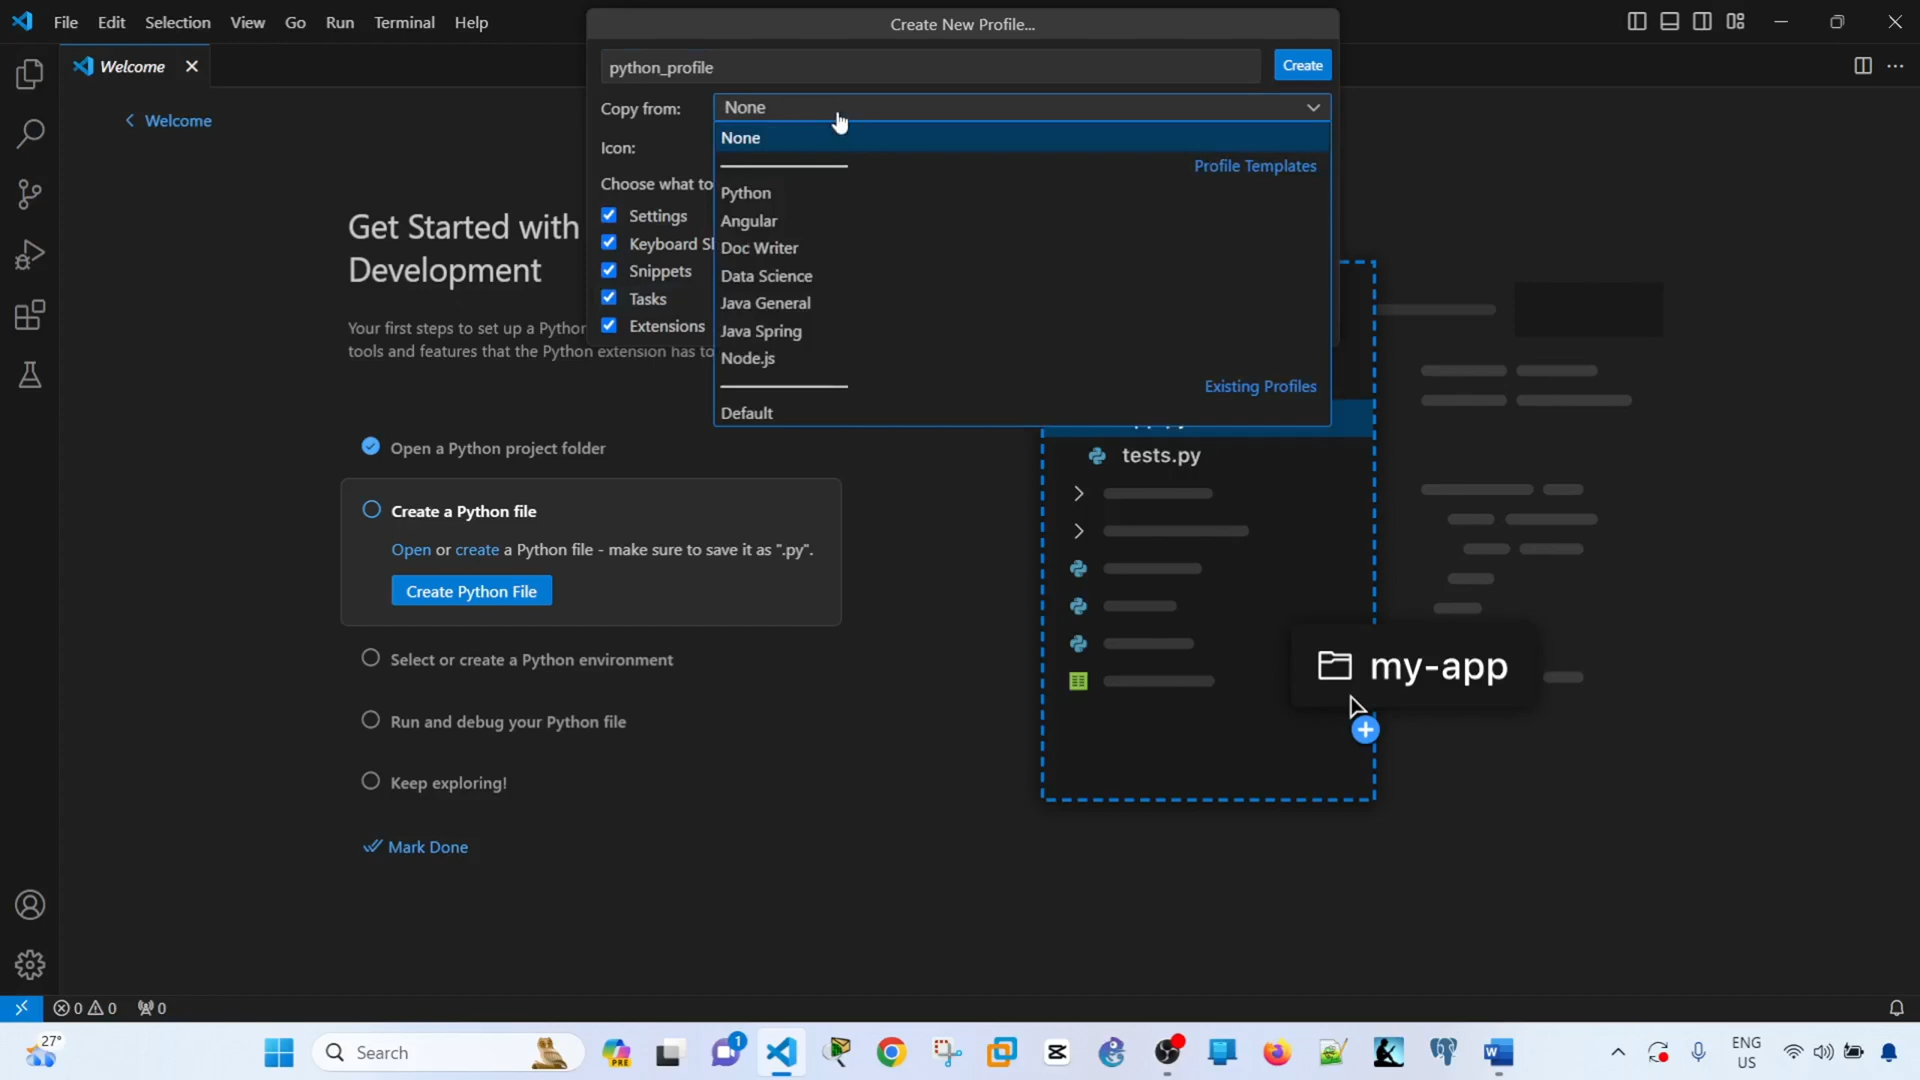 File Edit Selection View Go Run Terminal Help
Create New Profile...
Welcome
python_profile
Create
Copy from:
None
Welcome
None
Icon:
Profile Templates
Choose what to
Python
Settings
Angular
Keyboard S
Doc Writer
Snippets
Data Science
Tasks
Java General
Extensions
Java Spring
Node.js
Existing Profiles
Default
Get Started with
Development
Your first steps to set up a Python
tools and features that the Python extension has to
Open a Python project folder
Create a Python file
Open or create a Python file - make sure to save it as ".py".
Create Python File
Select or create a Python environment
Run and debug your Python file
Keep exploring!
Mark Done
tests.py
my-app
0 0 0
27°
Search
PRE
1
ENG
US